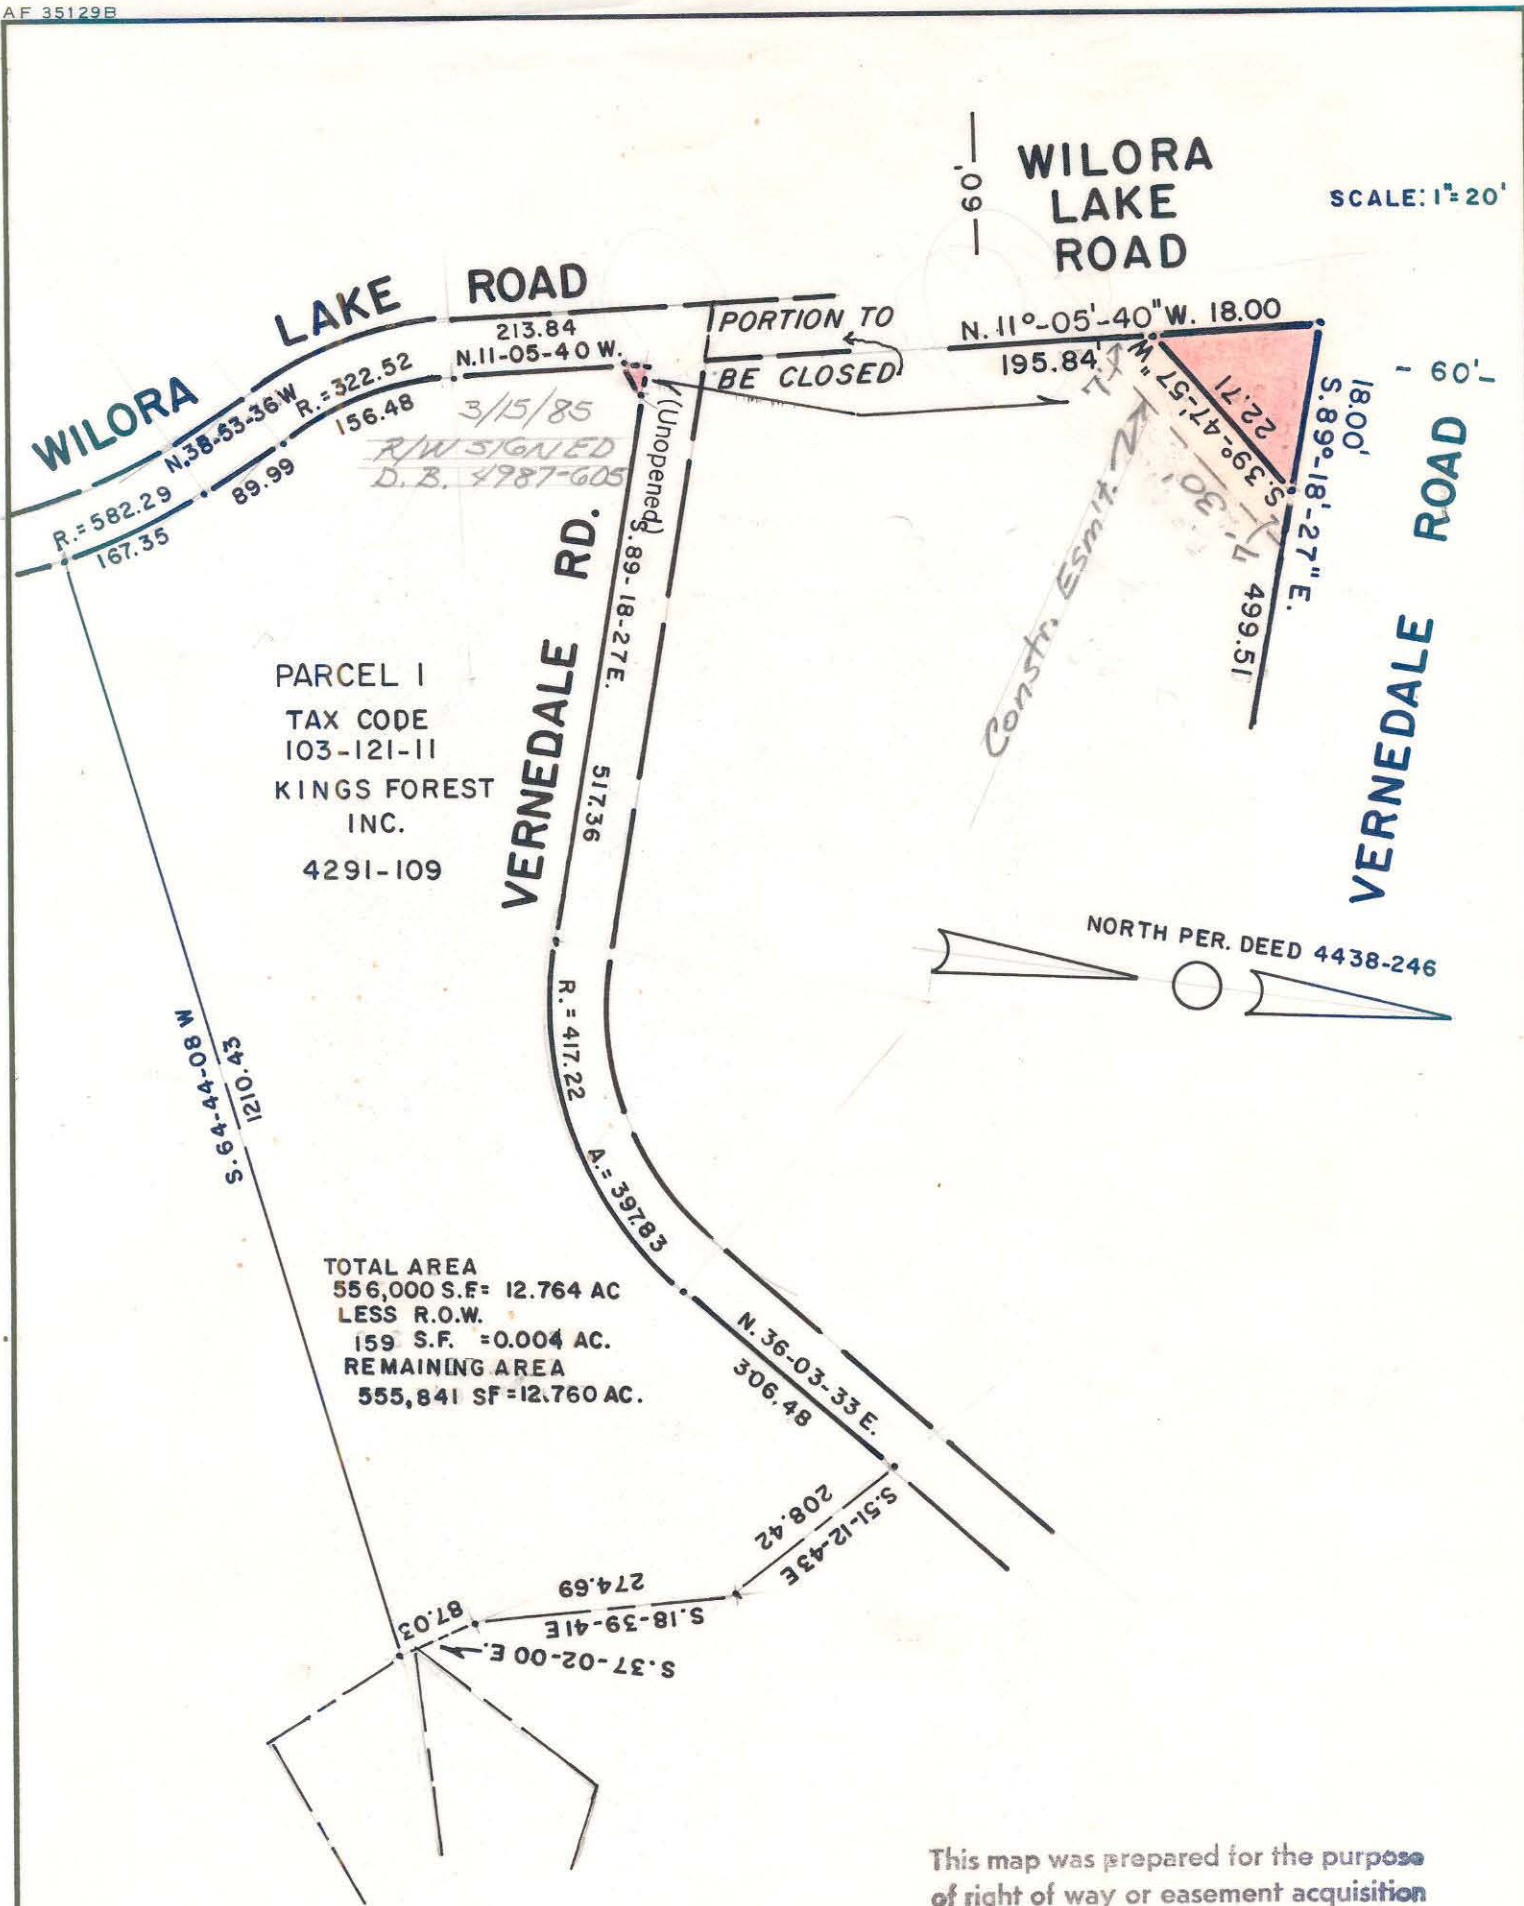 AF 35129B
WILORA
LAKE
ROAD
60'
SCALE: 1"=20'
WILORA LAKE ROAD
213.84
N.11-05-40 W.
PORTION TO
BE CLOSED
N. 11°-05'-40" W. 18.00
195.84'
R.=322.52
156.48
N.38-53-36W
89.99
R.=582.29
167.35
3/15/85
R/W SIGNED
D.B. 4987-605
(Unopened)
S.89-18-27E.
517.36
VERNEDALE RD.
7'
S.39°-47'-57"W
22.71
30'
Constr. Esm't.
18.00'
S.89°-18'-27"E.
499.51
- 60'-
VERNEDALE ROAD
PARCEL 1
TAX CODE
103-121-11
KINGS FOREST
INC.
4291-109
NORTH PER. DEED 4438-246
R.=417.22
A.=397.83
S.64-44-08 W
1210.43
TOTAL AREA
556,000 S.F= 12.764 AC
LESS R.O.W.
159 S.F. =0.004 AC.
REMAINING AREA
555,841 SF=12.760 AC.
N.36-03-33 E.
306.48
208.42
S.51-12-43E
274.69
S.18-39-41E
87.03
S.37-02-00 E.
This map was prepared for the purpose
of right of way or easement acquisition